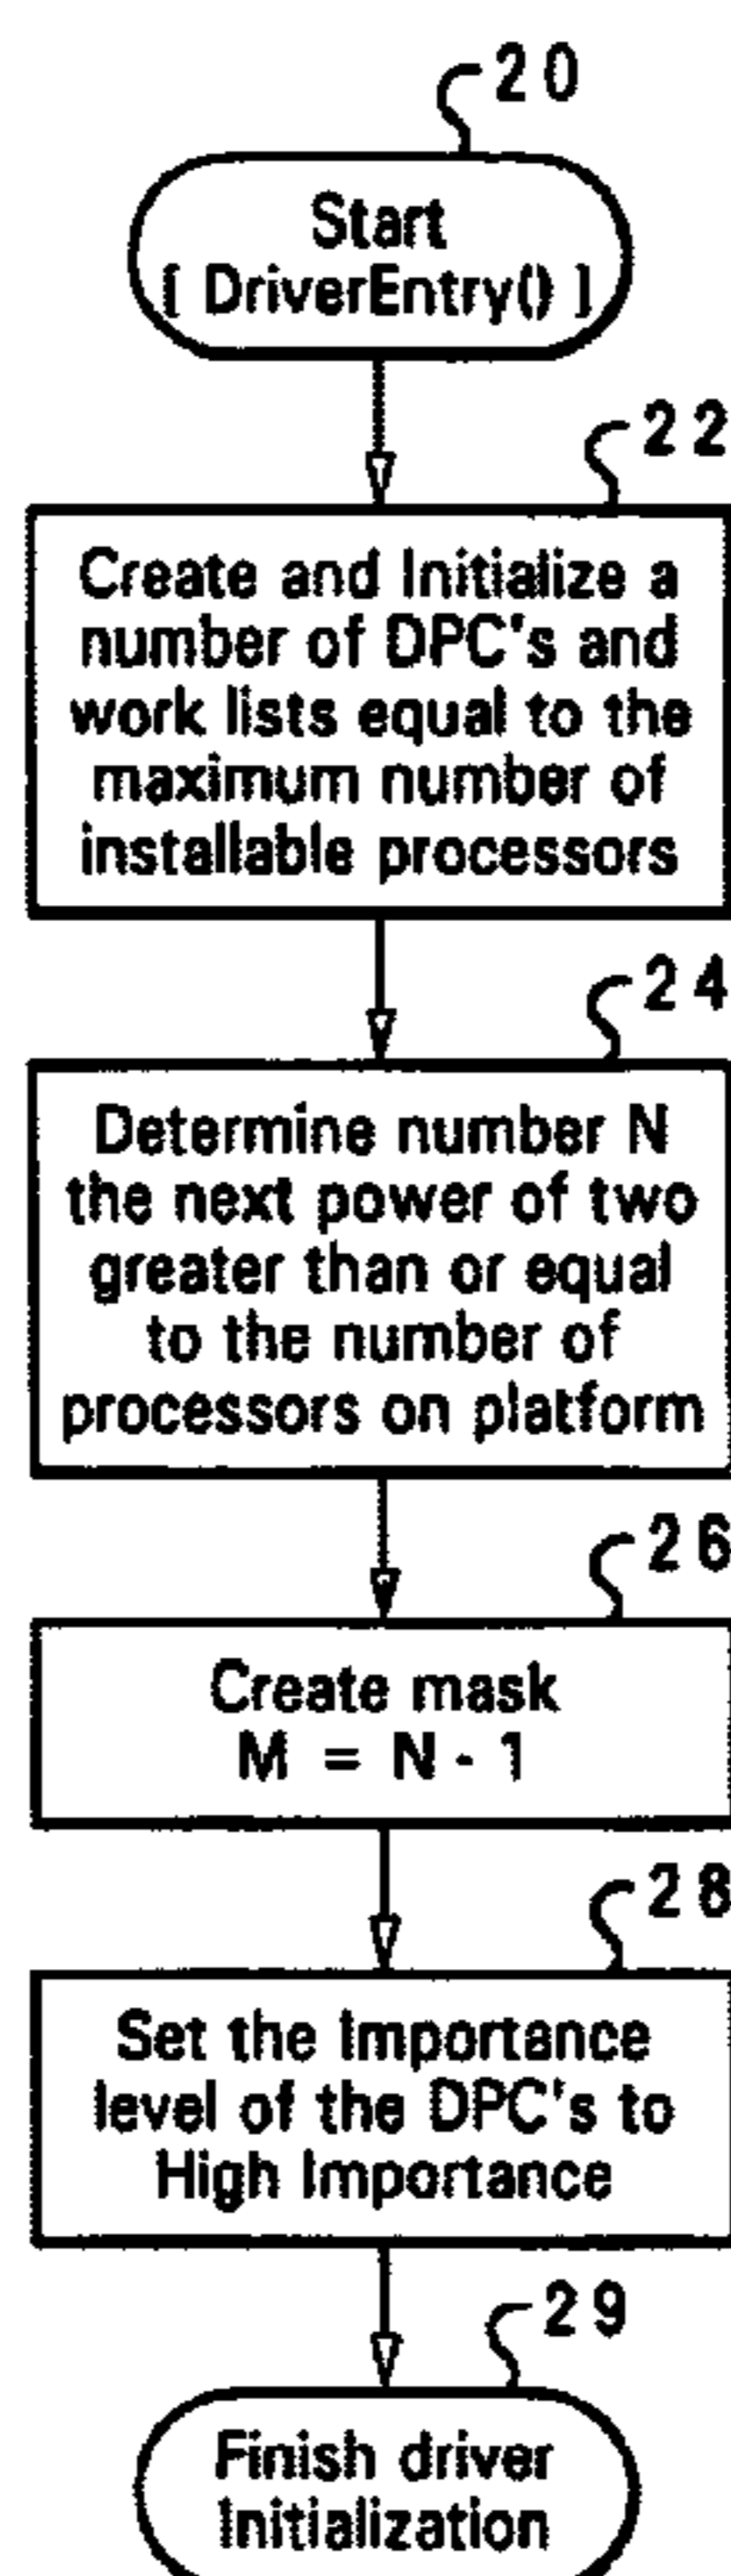 20
Start
[ DriverEntry() ]
22
Create and Initialize a
number of DPC's and
work lists equal to the
maximum number of
installable processors
24
Determine number N
the next power of two
greater than or equal
to the number of
processors on platform
26
Create mask
M = N - 1
28
Set the Importance
level of the DPC's to
High Importance
29
Finish driver
Initialization